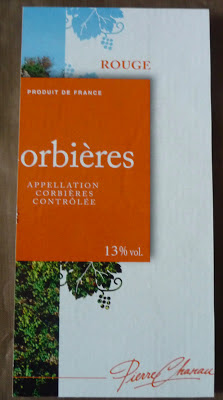 ROUGE
PRODUIT DE FRANCE
orbières
APPELLATION
CORBIÈRES
CONTRÔLÉE
13% vol.
Pierre Chanau